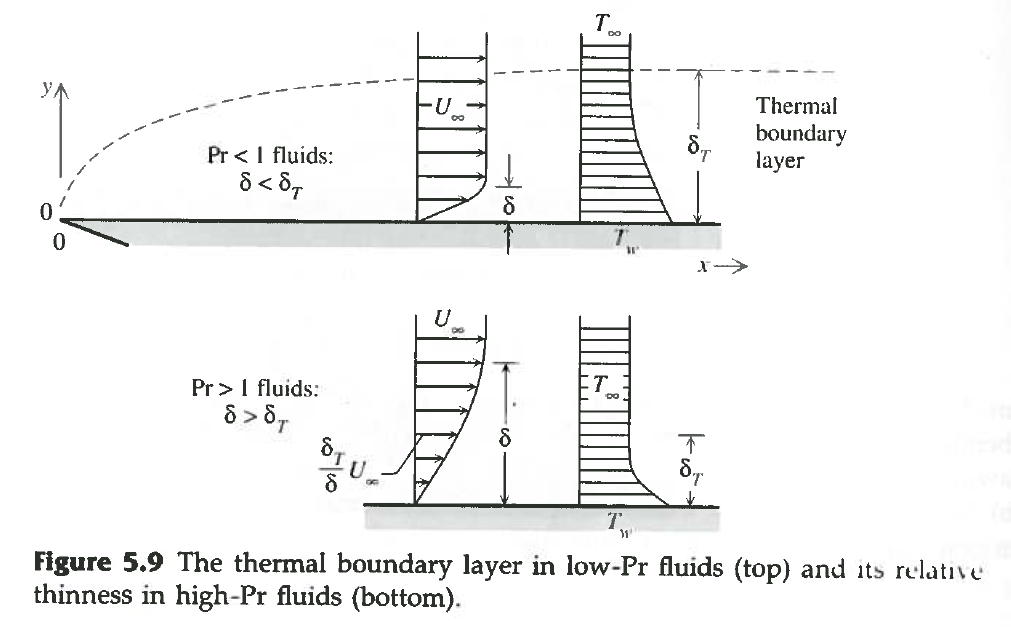 T∞
y
U∞
Thermal
boundary
layer
Pr < 1 fluids:
δ < δT
δT
δ
0
0
Tw
x
U∞
Pr > 1 fluids:
δ > δT
T∞
δT/δ U∞
δ
δT
Tw
Figure 5.9 The thermal boundary layer in low-Pr fluids (top) and its relative
thinness in high-Pr fluids (bottom).